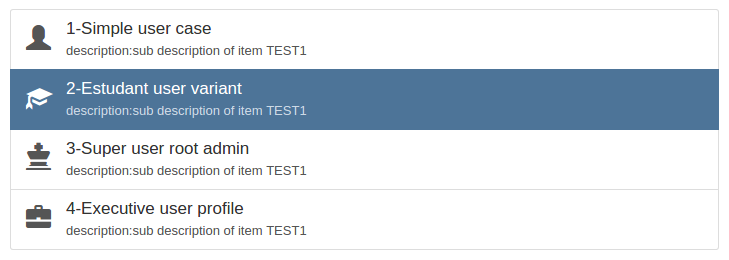 1-Simple user case
description:sub description of item TEST1
2-Estudant user variant
description:sub description of item TEST1
3-Super user root admin
description:sub description of item TEST1
4-Executive user profile
description:sub description of item TEST1